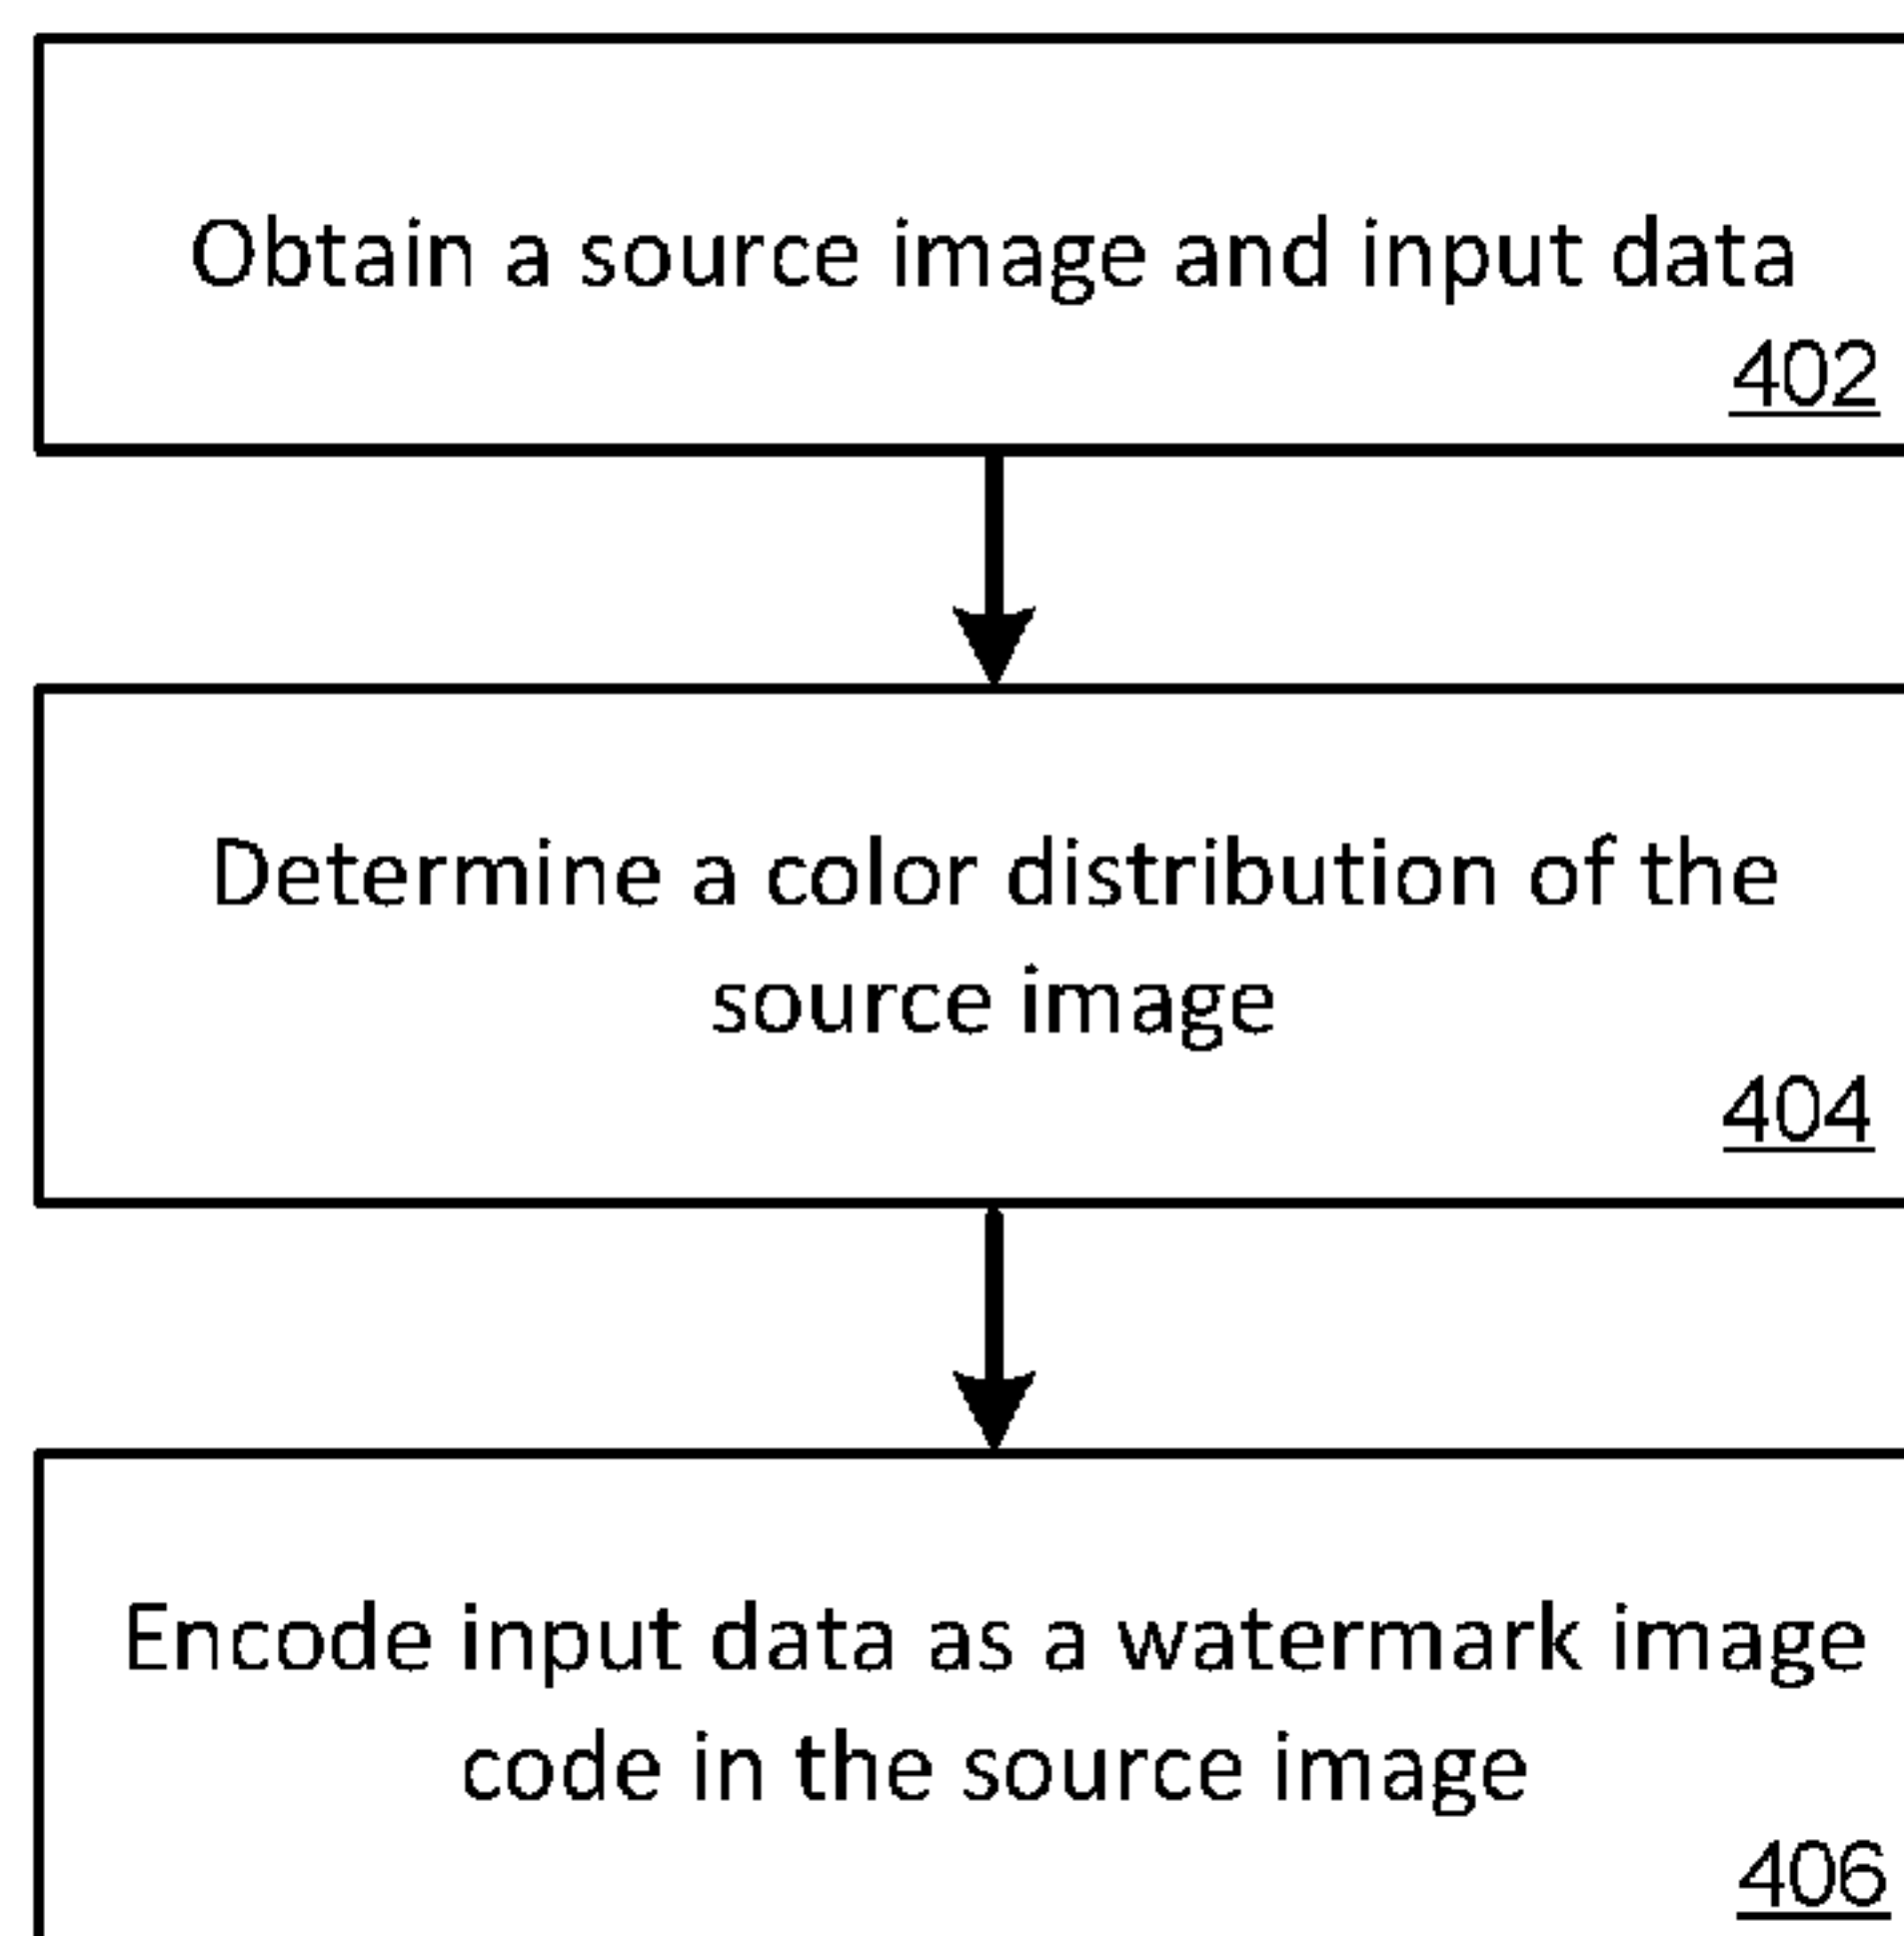 Obtain a source image and input data
402
Determine a color distribution of the
source image
404
Encode input data as a watermark image
code in the source image
406